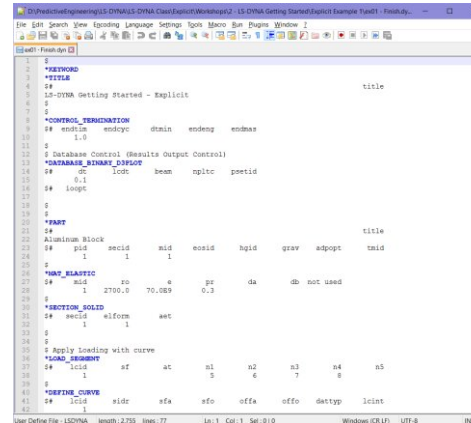 D:\PredictiveEngineering\LS-DYNA\LS-DYNA Class\Explicit\Workshops\2 - LS-DYNA Getting Started\Explicit Example 1\ex01 - Finish.dy...
File Edit Search View Encoding Language Settings Tools Macro Run Plugins Window ?
ex01 - Finish.dyn
1 $
2 *KEYWORD
3 *TITLE
4 $# title
5 LS-DYNA Getting Started - Explicit
6 $
7 $
8 *CONTROL_TERMINATION
9 $# endtim endcyc dtmin endeng endmas
10 1.0
11 $
12 $ Database Control (Results Output Control)
13 *DATABASE_BINARY_D3PLOT
14 $# dt lcdt beam npltc psetid
15 0.1
16 $# ioopt
17
18 $
19 $
20 *PART
21 $# title
22 Aluminum Block
23 $# pid secid mid eosid hgid grav adpopt tmid
24 1 1 1
25 $
26 *MAT_ELASTIC
27 $# mid ro e pr da db not used
28 1 2700.0 70.0E9 0.3
29 $
30 *SECTION_SOLID
31 $# secid elform aet
32 1 1
33 $
34 $
35 $ Apply Loading with curve
36 *LOAD_SEGMENT
37 $# lcid sf at n1 n2 n3 n4 n5
38 1 5 6 7 8
39 $
40 *DEFINE_CURVE
41 $# lcid sidr sfa sfo offa offo dattyp lcint
42 1
User Define File - LSDYNA length : 2,755 lines : 77 Ln : 1 Col : 1 Sel : 0 | 0 Windows (CR LF) UTF-8 IN